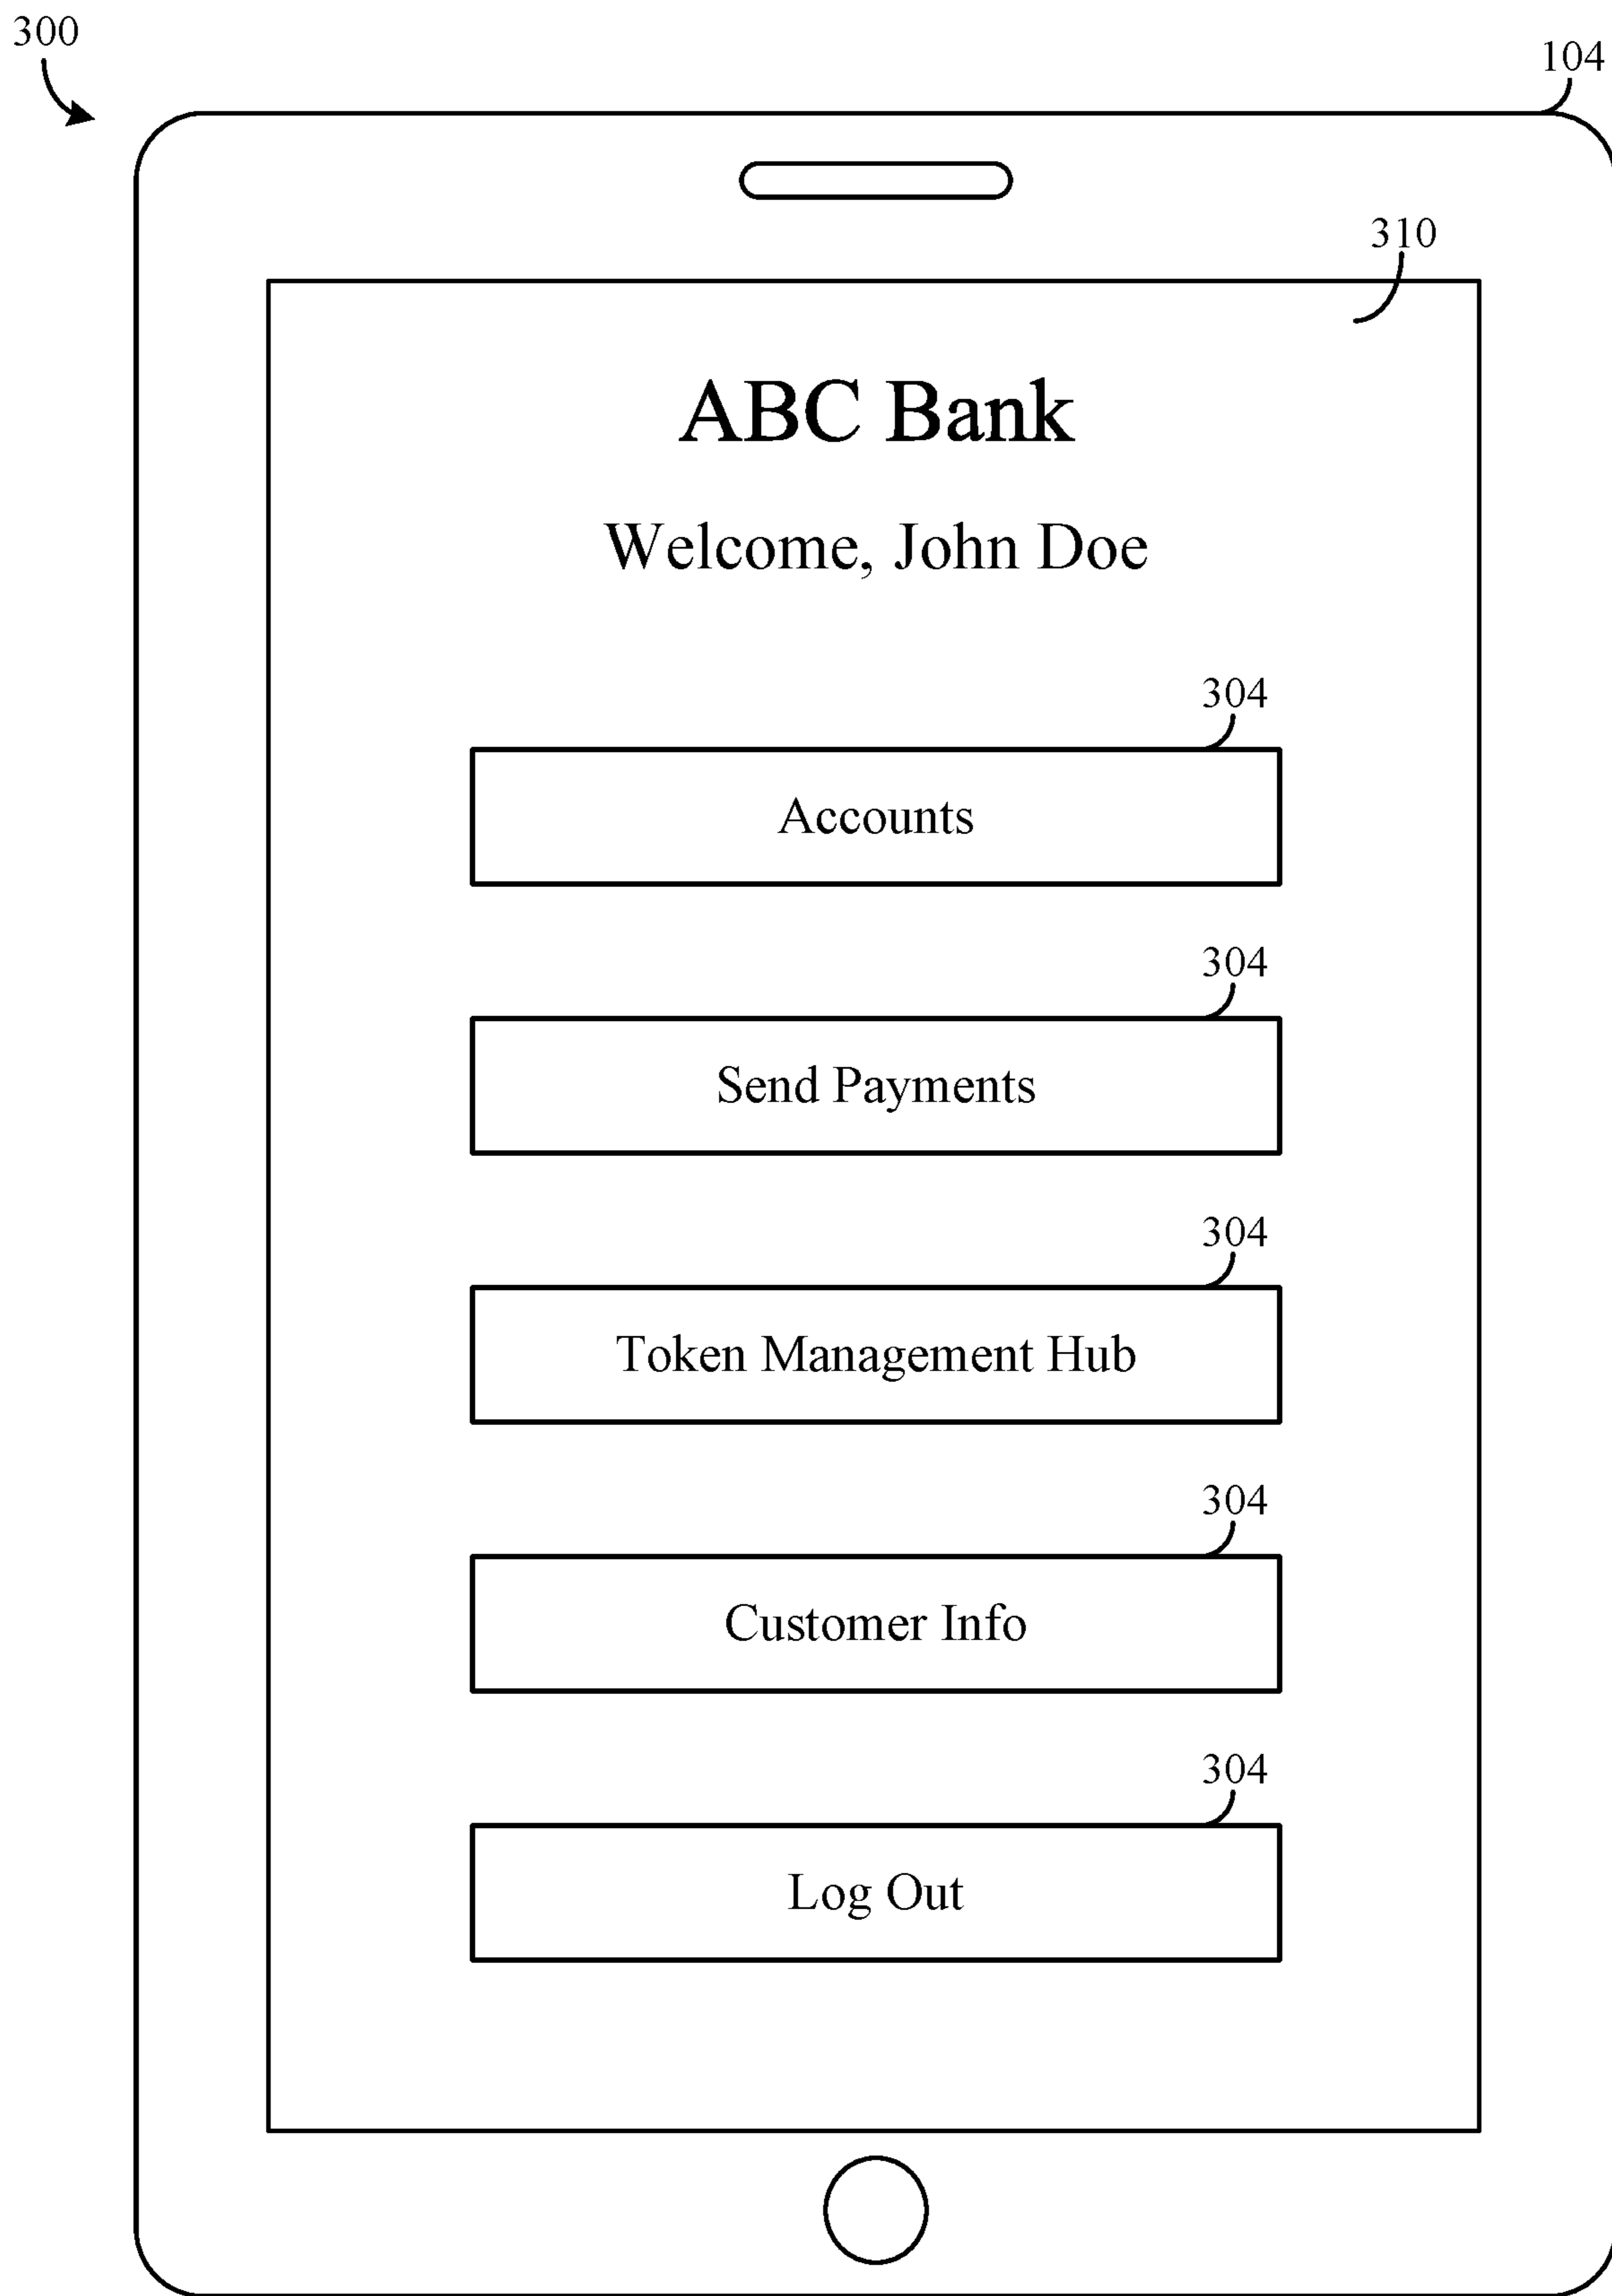 300
104
310
ABC Bank
Welcome, John Doe
304
Accounts
304
Send Payments
304
Token Management Hub
304
Customer Info
304
Log Out